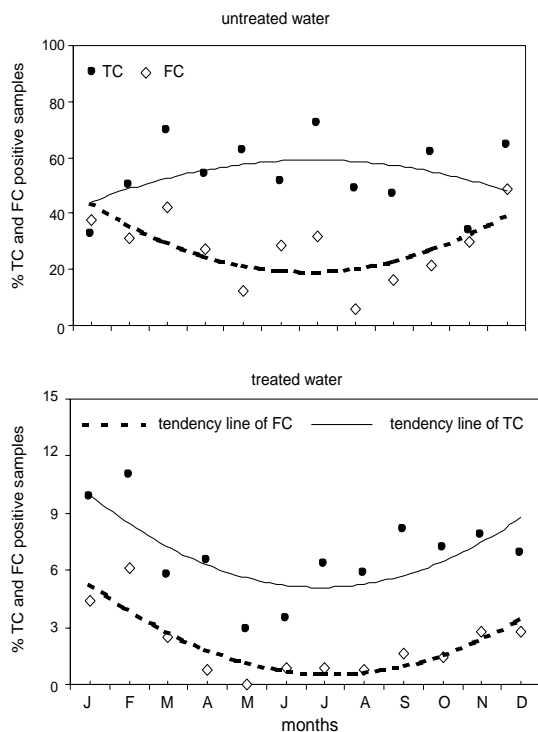 untreated water
TC FC
% TC and FC positive samples
100
80
60
40
20
0
treated water
tendency line of FC tendency line of TC
% TC and FC positive samples
15
12
9
6
3
0
J F M A M J J A S O N D
months